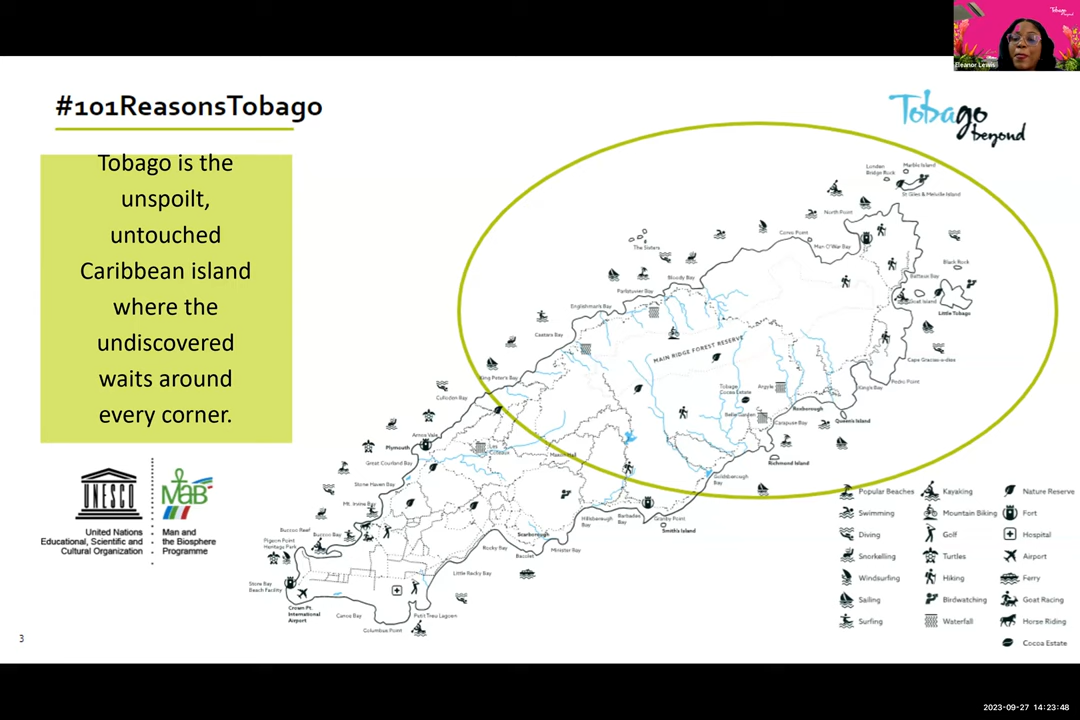 Tobago
beyond
Eleanor Lewis
#101ReasonsTobago
Tobago
beyond
Tobago is the
unspoilt,
untouched
Caribbean island
where the
undiscovered
waits around
every corner.
UNESCO
United Nations
Educational, Scientific and
Cultural Organization
MaB
Man and
the Biosphere
Programme
London
Bridge Rock
Marble Island
St Giles & Melville Island
North Point
Corvo Point
Man O'War Bay
The Sisters
Bloody Bay
Parlatuvier Bay
Englishman's Bay
Castara Bay
King Peter's Bay
Culloden Bay
Arnos Vale
Plymouth
Great Courland Bay
Stone Haven Bay
Mt. Irvine Bay
Buccoo Reef
Buccoo Bay
Pigeon Point
Heritage Park
Stone Bay
Beach Facility
Crown Pt.
International
Airport
Canoe Bay
Columbus Point
Petit Trou Lagoon
Little Rocky Bay
Rocky Bay
Bacolet
Scarborough
Minister Bay
Hillsborough
Bay
Barbados
Bay
Granby Point
Smith's Island
Goldsborough
Bay
Richmond Island
Carapuse Bay
Queen's Island
Roxborough
King's Bay
Pedro Point
Cape Gracias-a-dios
Little Tobago
Goat Island
Batteaux Bay
Black Rock
MAIN RIDGE FOREST RESERVE
Tobago
Cocoa Estate
Argyle
Belle Garden
Mason Hall
Les
Coteaux
Popular Beaches
Swimming
Diving
Snorkelling
Windsurfing
Sailing
Surfing
Kayaking
Mountain Biking
Golf
Turtles
Hiking
Birdwatching
Waterfall
Nature Reserve
Fort
Hospital
Airport
Ferry
Goat Racing
Horse Riding
Cocoa Estate
3
2023-09-27 14:23:48